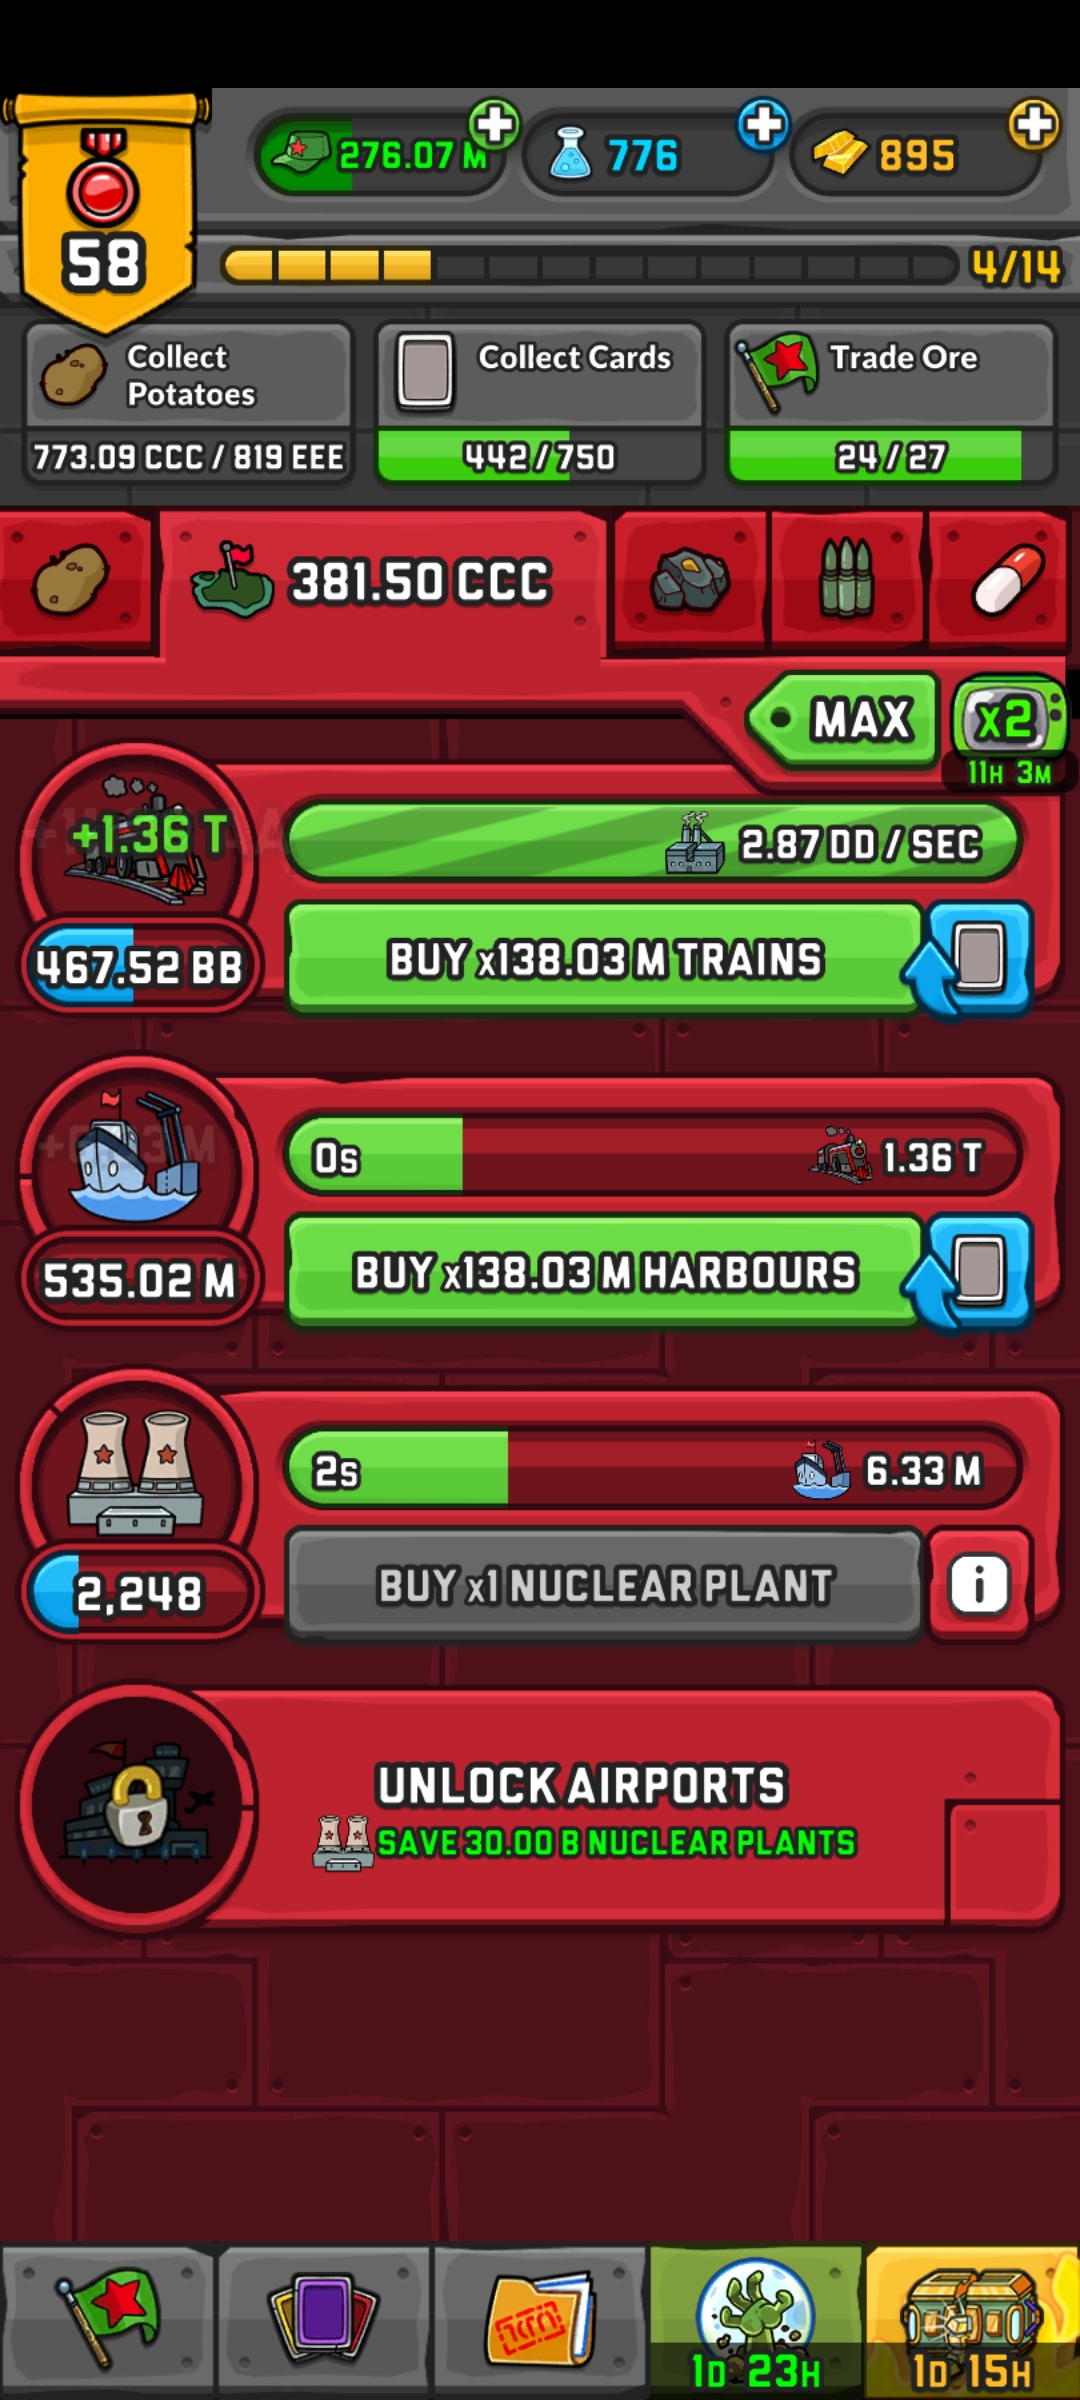 276.07 M
776
895
58
4/14
Collect
Potatoes
773.09 CCC / 819 EEE
Collect Cards
442/750
Trade Ore
24/27
381.50 CCC
MAX
x2
11H 3M
+1.36 T
2.87 DD / SEC
467.52 BB
BUY x138.03 M TRAINS
0s
1.36 T
535.02 M
BUY x138.03 M HARBOURS
2s
6.33 M
2,248
BUY x1 NUCLEAR PLANT
i
UNLOCK AIRPORTS
SAVE 30.00 B NUCLEAR PLANTS
1D 23H
1D 15H